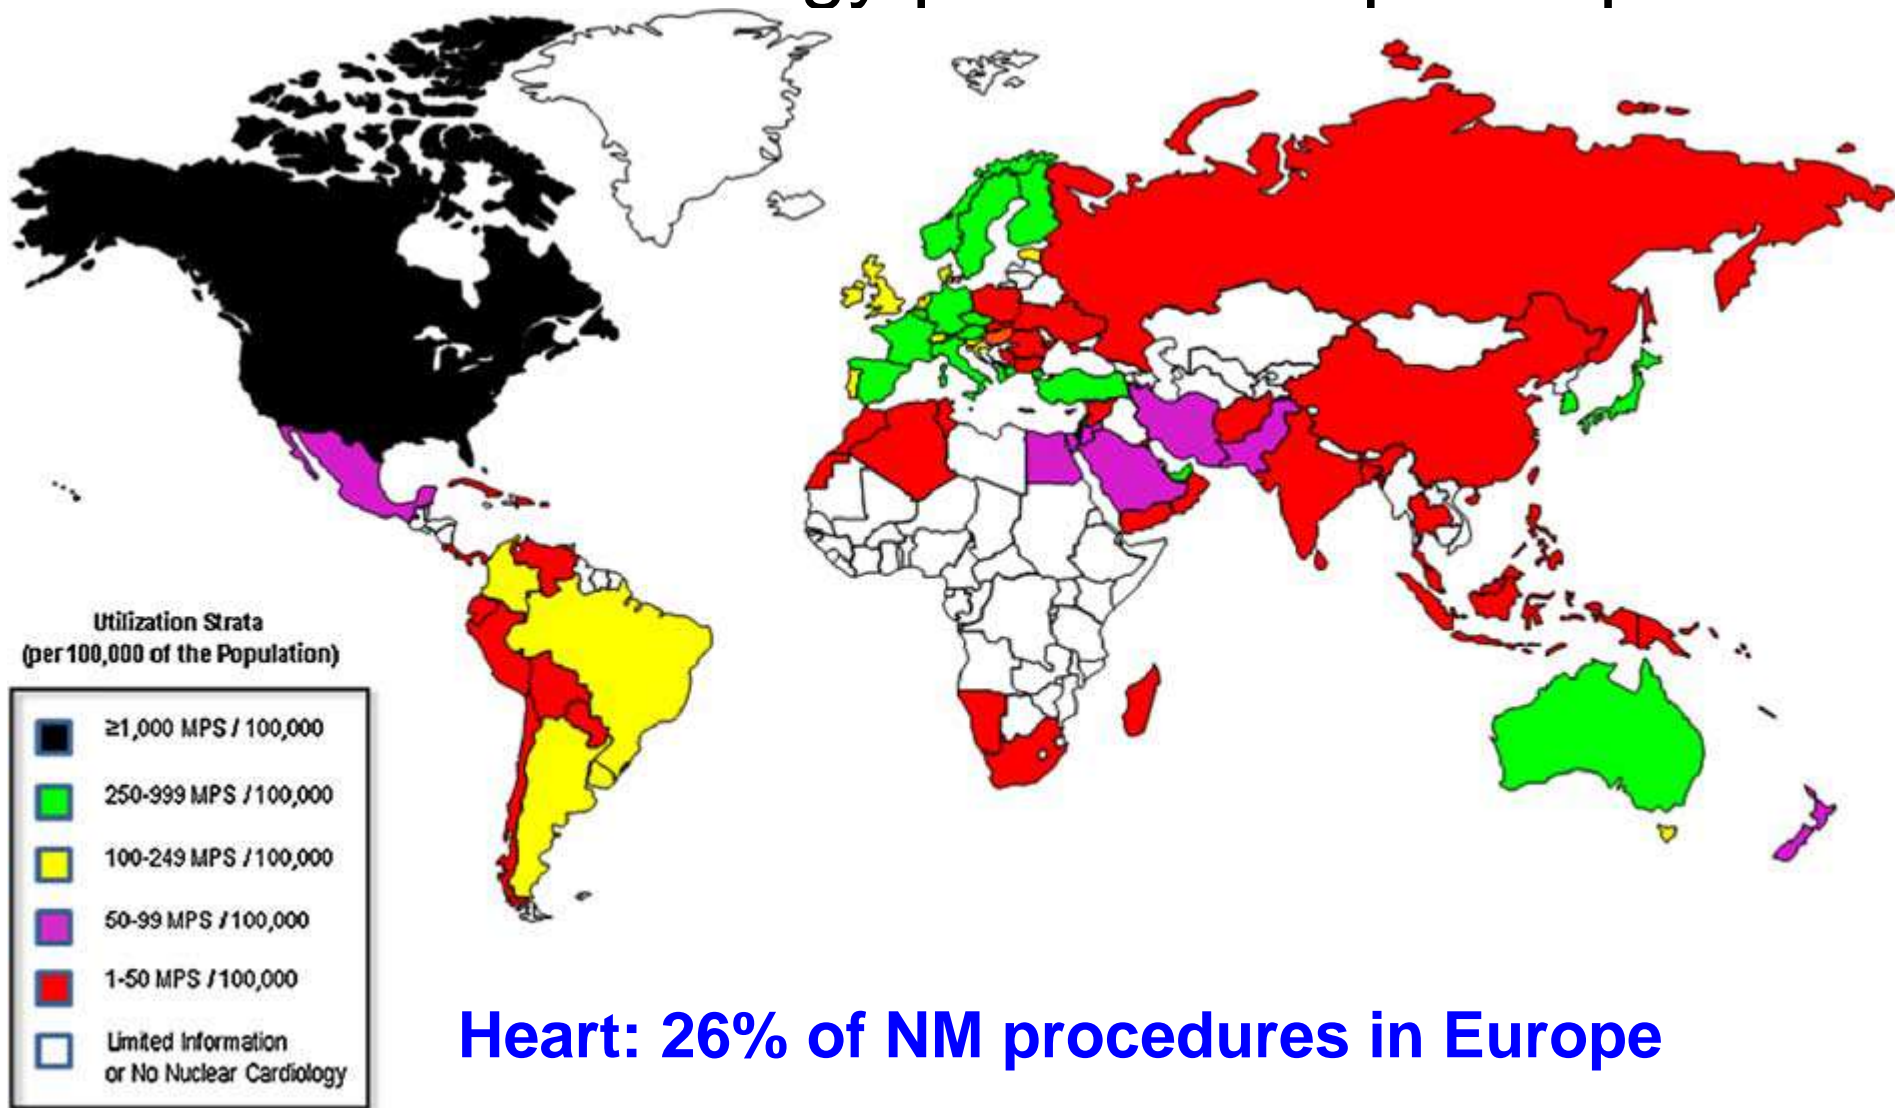 Utilization Strata
(per 100,000 of the Population)
≥1,000 MPS / 100,000
250-999 MPS / 100,000
100-249 MPS / 100,000
50-99 MPS / 100,000
1-50 MPS / 100,000
Limited Information
or No Nuclear Cardiology
Heart: 26% of NM procedures in Europe